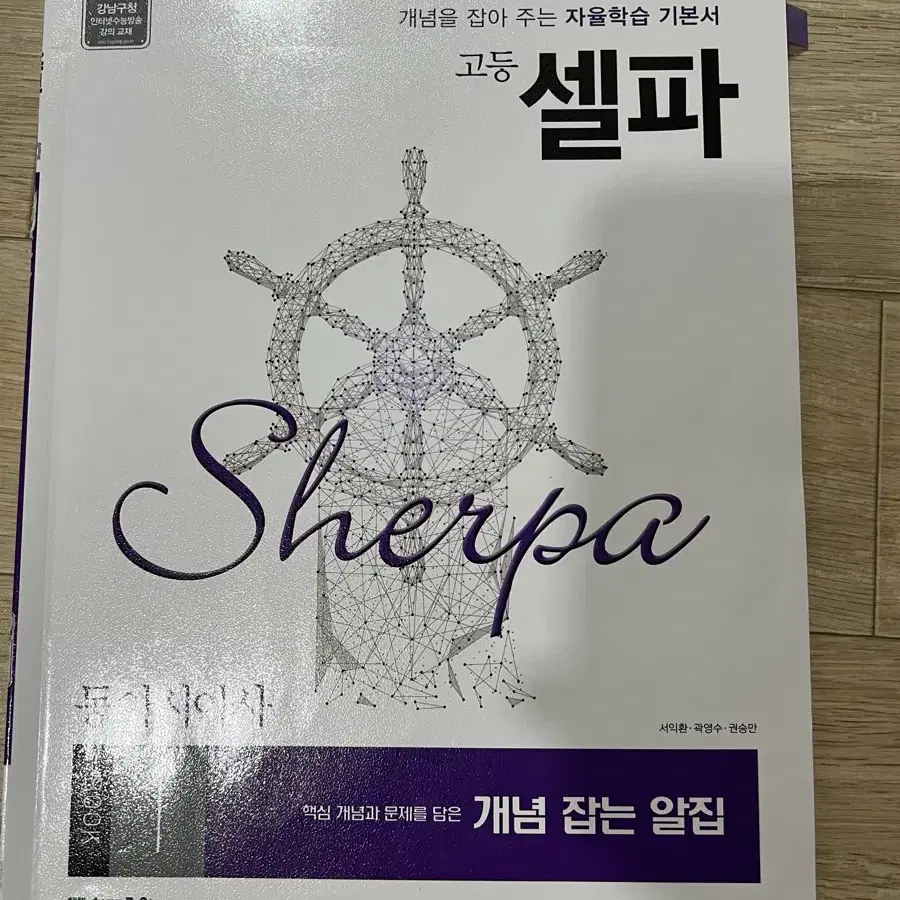 강남구청
인터넷수능방송
강의 교재
개념을 잡아 주는 자율학습 기본서
고등 셀파
Sherpa
서익환·곽영수·권승만
핵심 개념과 문제를 담은 개념 잡는 알집